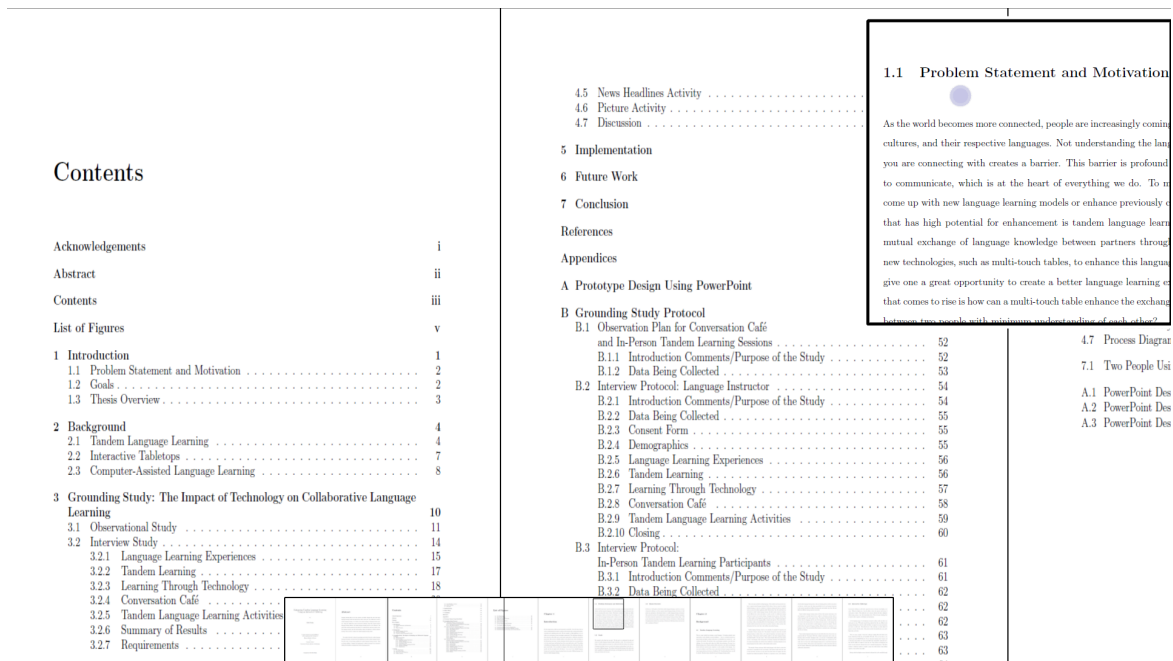 Contents
Acknowledgements i
Abstract ii
Contents iii
List of Figures v
1 Introduction 1
1.1 Problem Statement and Motivation 2
1.2 Goals 2
1.3 Thesis Overview 3
2 Background 4
2.1 Tandem Language Learning 4
2.2 Interactive Tabletops 7
2.3 Computer-Assisted Language Learning 8
3 Grounding Study: The Impact of Technology on Collaborative Language
Learning 10
3.1 Observational Study 11
3.2 Interview Study 14
3.2.1 Language Learning Experiences 15
3.2.2 Tandem Learning 17
3.2.3 Learning Through Technology 18
3.2.4 Conversation Café
3.2.5 Tandem Language Learning Activities
3.2.6 Summary of Results
3.2.7 Requirements
4.5 News Headlines Activity
4.6 Picture Activity
4.7 Discussion
5 Implementation
6 Future Work
7 Conclusion
References
Appendices
A Prototype Design Using PowerPoint
B Grounding Study Protocol
B.1 Observation Plan for Conversation Café
and In-Person Tandem Learning Sessions 52
B.1.1 Introduction Comments/Purpose of the Study 52
B.1.2 Data Being Collected 53
B.2 Interview Protocol: Language Instructor 54
B.2.1 Introduction Comments/Purpose of the Study 54
B.2.2 Data Being Collected 55
B.2.3 Consent Form 55
B.2.4 Demographics 55
B.2.5 Language Learning Experiences 56
B.2.6 Tandem Learning 56
B.2.7 Learning Through Technology 57
B.2.8 Conversation Café 58
B.2.9 Tandem Language Learning Activities 59
B.2.10 Closing 60
B.3 Interview Protocol:
In-Person Tandem Learning Participants 61
B.3.1 Introduction Comments/Purpose of the Study 61
B.3.2 Data Being Collected 62
62
62
63
63
1.1 Problem Statement and Motivation
As the world becomes more connected, people are increasingly coming
cultures, and their respective languages. Not understanding the
you are connecting with creates a barrier. This barrier is profound
to communicate, which is at the heart of everything we do. To
come up with new language learning models or enhance previously
that has high potential for enhancement is tandem language
mutual exchange of language knowledge between partners
new technologies, such as multi-touch tables, to enhance this
give one a great opportunity to create a better language learning
that comes to rise is how can a multi-touch table enhance the
between two people with minimum understanding of each other?
4.7 Process
7.1 Two People
A.1 PowerPoint
A.2 PowerPoint
A.3 PowerPoint